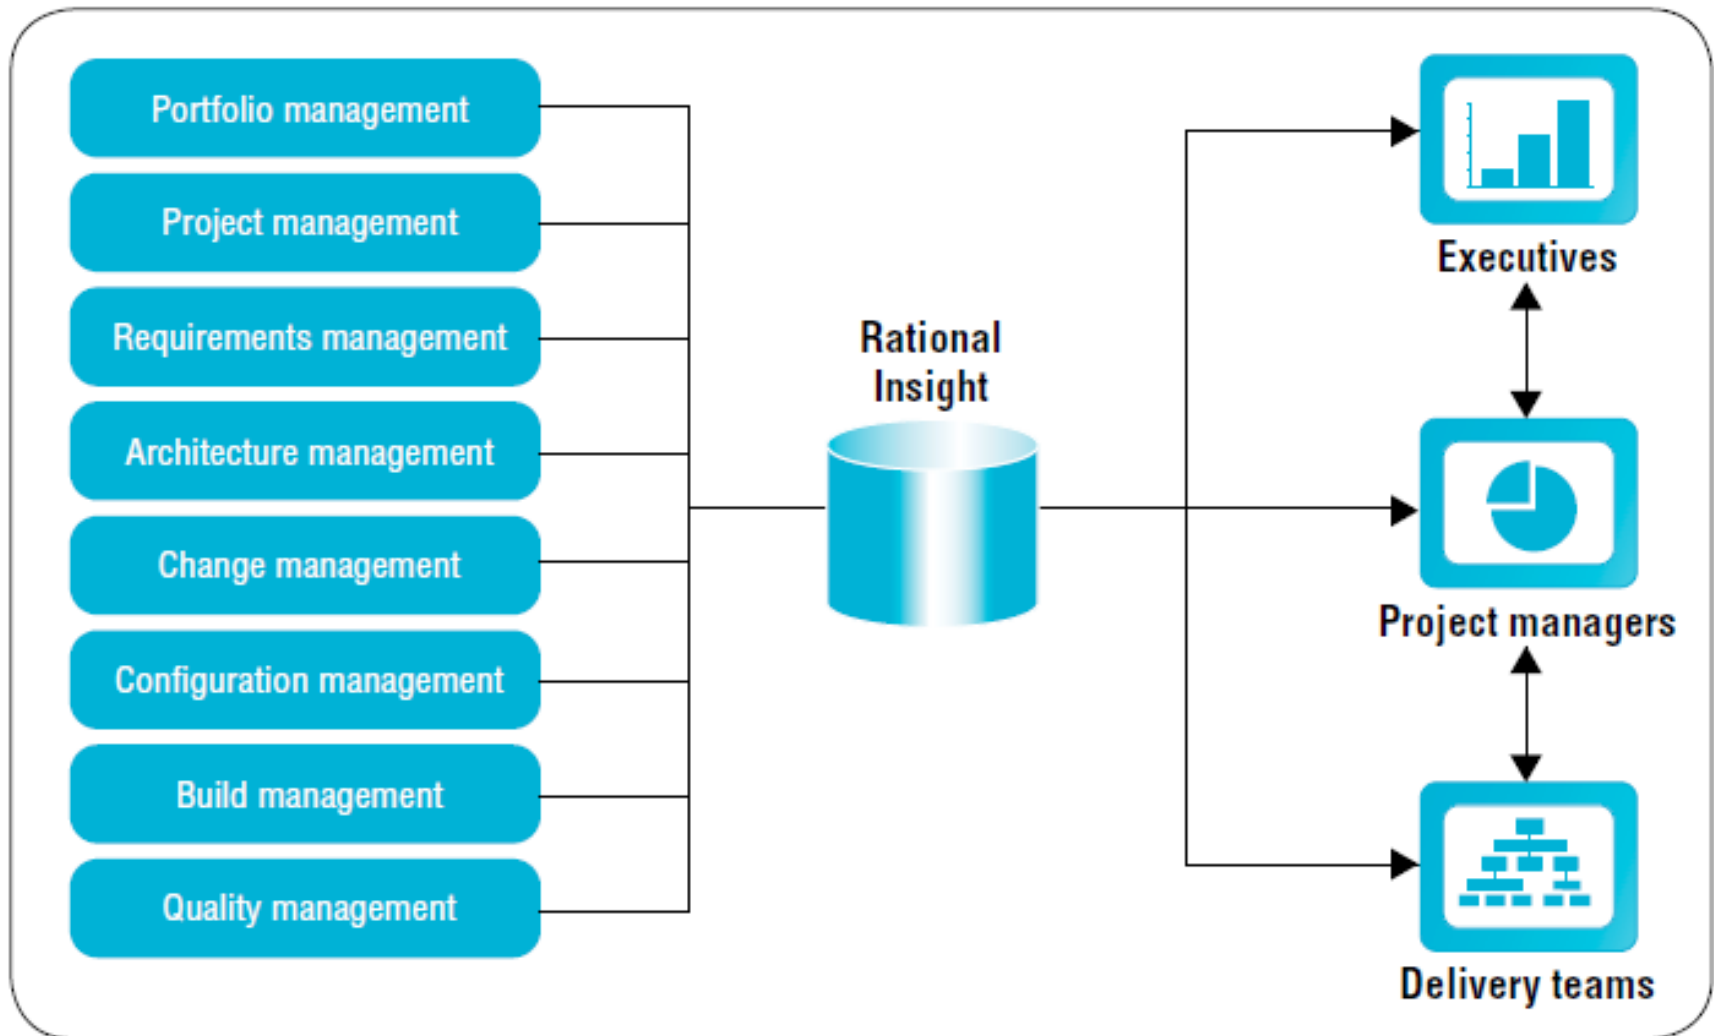 Portfolio management
Project management
Requirements management
Architecture management
Change management
Configuration management
Build management
Quality management
Rational
Insight
Executives
Project managers
Delivery teams